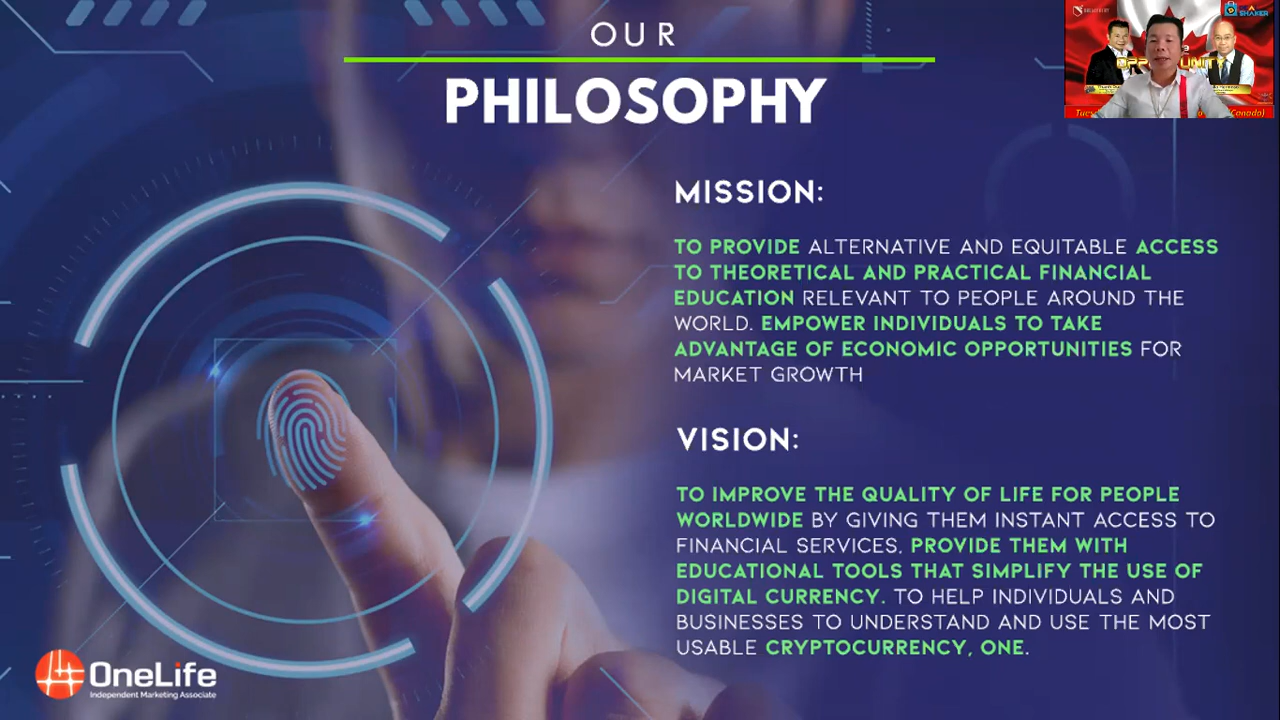 OUR
PHILOSOPHY
MISSION:
TO PROVIDE ALTERNATIVE AND EQUITABLE ACCESS
TO THEORETICAL AND PRACTICAL FINANCIAL
EDUCATION RELEVANT TO PEOPLE AROUND THE
WORLD. EMPOWER INDIVIDUALS TO TAKE
ADVANTAGE OF ECONOMIC OPPORTUNITIES FOR
MARKET GROWTH
VISION:
TO IMPROVE THE QUALITY OF LIFE FOR PEOPLE
WORLDWIDE BY GIVING THEM INSTANT ACCESS TO
FINANCIAL SERVICES, PROVIDE THEM WITH
EDUCATIONAL TOOLS THAT SIMPLIFY THE USE OF
DIGITAL CURRENCY. TO HELP INDIVIDUALS AND
BUSINESSES TO UNDERSTAND AND USE THE MOST
USABLE CRYPTOCURRENCY, ONE.
OneLife
Independent Marketing Associate
SHAKER
(Canada)